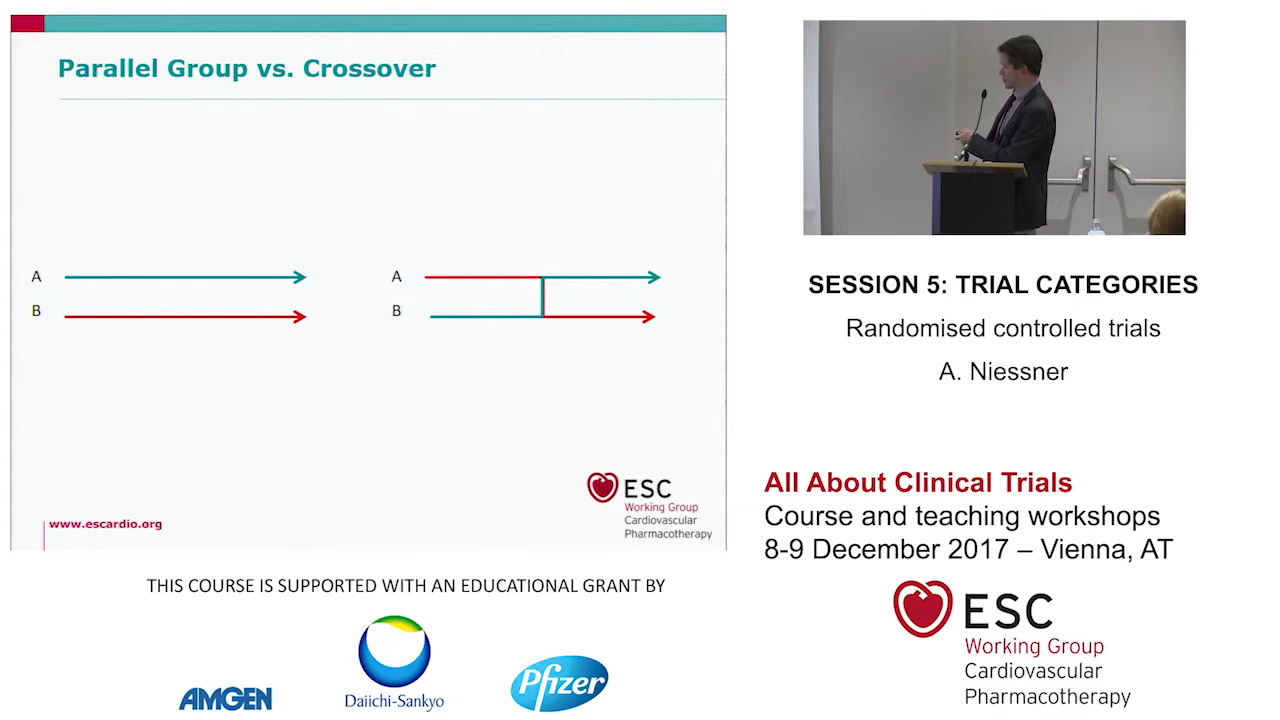 Parallel Group vs. Crossover
A
B
A
B
ESC
Working Group
Cardiovascular
Pharmacotherapy
www.escardio.org
SESSION 5: TRIAL CATEGORIES
Randomised controlled trials
A. Niessner
All About Clinical Trials
Course and teaching workshops
8-9 December 2017 – Vienna, AT
ESC
Working Group
Cardiovascular
Pharmacotherapy
THIS COURSE IS SUPPORTED WITH AN EDUCATIONAL GRANT BY
AMGEN
Daiichi-Sankyo
Pfizer